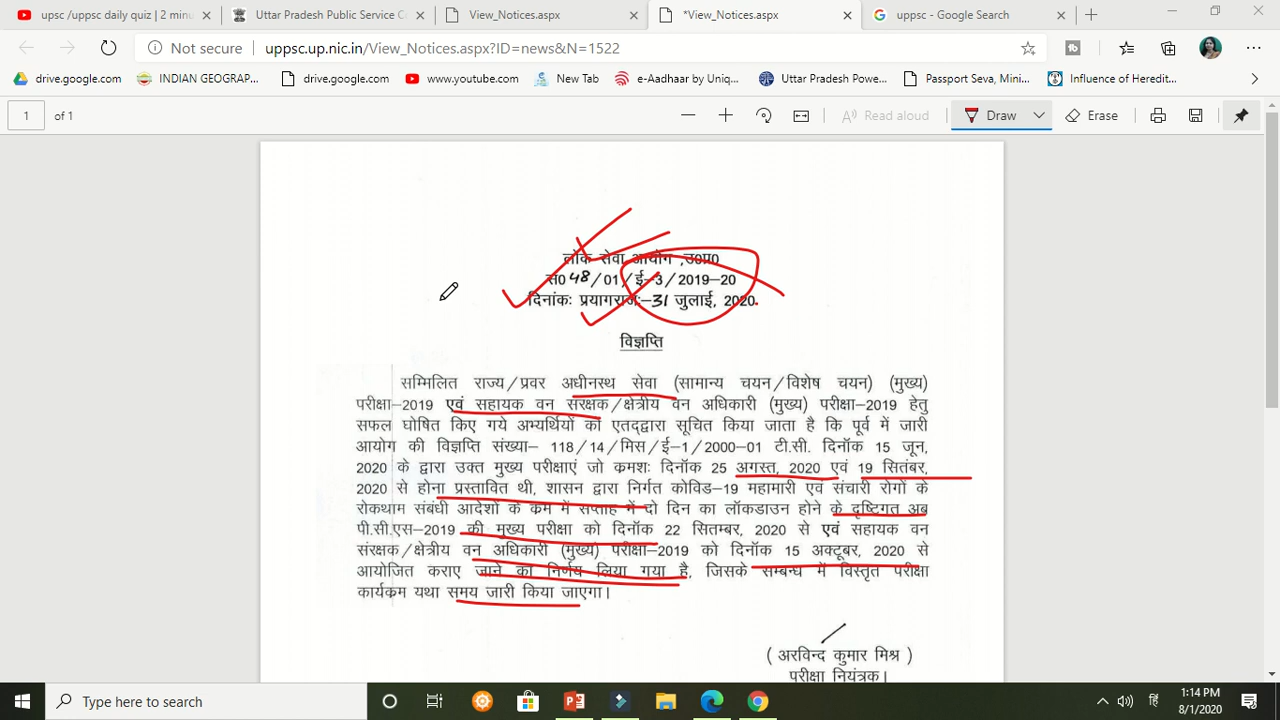 upsc /uppsc daily quiz | 2 minu
Uttar Pradesh Public Service Co
View_Notices.aspx
*View_Notices.aspx
uppsc - Google Search
Not secure
uppsc.up.nic.in/View_Notices.aspx?ID=news&N=1522
drive.google.com
INDIAN GEOGRAP...
drive.google.com
www.youtube.com
New Tab
e-Aadhaar by Uniq...
Uttar Pradesh Powe...
Passport Seva, Mini...
Influence of Heredit...
1 of 1
Read aloud
Draw
Erase
लोक सेवा आयोग ,उ0प्र0
सं0 48/01/ई-3/2019-20
दिनांकः प्रयागराजः-31 जुलाई, 2020.
विज्ञप्ति
सम्मिलित राज्य/प्रवर अधीनस्थ सेवा (सामान्य चयन/विशेष चयन) (मुख्य)
परीक्षा-2019 एवं सहायक वन संरक्षक/क्षेत्रीय वन अधिकारी (मुख्य) परीक्षा-2019 हेतु
सफल घोषित किए गये अभ्यर्थियों को एतद्द्वारा सूचित किया जाता है कि पूर्व में जारी
आयोग की विज्ञप्ति संख्या- 118/14/मिस/ई-1/2000-01 टी.सी. दिनॉक 15 जून,
2020 के द्वारा उक्त मुख्य परीक्षाएं जो क्रमशः दिनॉक 25 अगस्त, 2020 एवं 19 सितंबर,
2020 से होना प्रस्तावित थी, शासन द्वारा निर्गत कोविड-19 महामारी एवं संचारी रोगों के
रोकथाम संबंधी आदेशों के क्रम में सप्ताह में दो दिन का लॉकडाउन होने के दृष्टिगत अब
पी.सी.एस-2019 की मुख्य परीक्षा को दिनॉक 22 सितम्बर, 2020 से एवं सहायक वन
संरक्षक/क्षेत्रीय वन अधिकारी (मुख्य) परीक्षा-2019 को दिनॉक 15 अक्टूबर, 2020 से
आयोजित कराए जाने का निर्णय लिया गया है, जिसके सम्बन्ध में विस्तृत परीक्षा
कार्यक्रम यथा समय जारी किया जाएगा।
( अरविन्द कुमार मिश्र )
परीक्षा नियंत्रक।
Type here to search
हिं
1:14 PM
8/1/2020